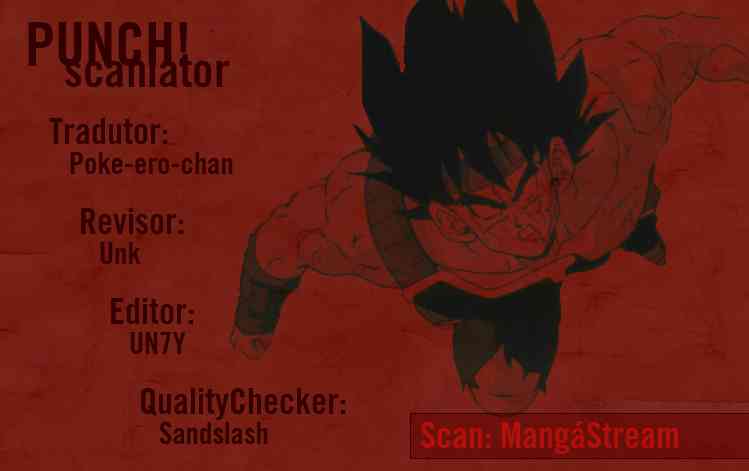 PUNCH!
scanlator
Tradutor:
Poke-ero-chan
Revisor:
Unk
Editor:
UN7Y
QualityChecker:
Sandslash
Scan: MangáStream